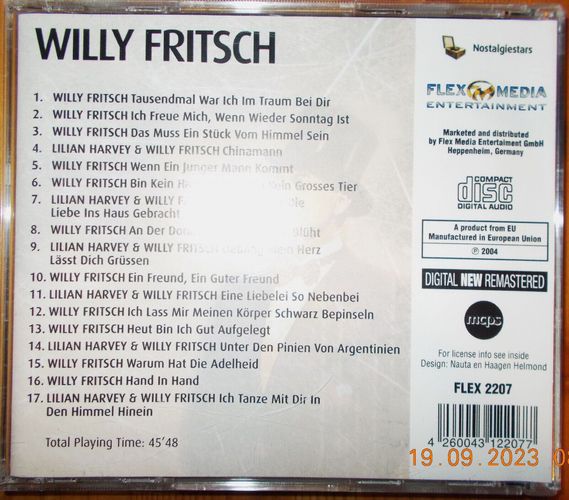 WILLY FRITSCH
1. WILLY FRITSCH Tausendmal War Ich Im Traum Bei Dir
2. WILLY FRITSCH Ich Freue Mich, Wenn Wieder Sonntag Ist
3. WILLY FRITSCH Das Muss Ein Stück Vom Himmel Sein
4. LILIAN HARVEY & WILLY FRITSCH Chinamann
5. WILLY FRITSCH Wenn Ein Junger Mann Kommt
6. WILLY FRITSCH Bin Kein Kein Grosses Tier
7. LILIAN HARVEY & WILLY Die
Liebe Ins Haus Gebracht
8. WILLY FRITSCH An Der
9. LILIAN HARVEY & WILLY Mein Herz
Lässt Dich Grüssen
10. WILLY FRITSCH Ein Freund, Ein Guter Freund
11. LILIAN HARVEY & WILLY FRITSCH Eine Liebelei So Nebenbei
12. WILLY FRITSCH Ich Lass Mir Meinen Körper Schwarz Bepinseln
13. WILLY FRITSCH Heut Bin Ich Gut Aufgelegt
14. LILIAN HARVEY & WILLY FRITSCH Unter Den Pinien Von Argentinien
15. WILLY FRITSCH Warum Hat Die Adelheid
16. WILLY FRITSCH Hand In Hand
17. LILIAN HARVEY & WILLY FRITSCH Ich Tanze Mit Dir In
Den Himmel Hinein
Total Playing Time: 45'48
Nostalgiestars
FLEX MEDIA
ENTERTAINMENT
Marketed and distributed
by Flex Media Entertaiment GmbH
Heppenheim, Germany
COMPACT
disc
DIGITAL AUDIO
A product from EU
Manufactured in European Union
℗ 2004
DIGITAL NEW REMASTERED
mcps
For license info see inside
Design: Nauta en Haagen Helmond
FLEX 2207
4 260043 122077
19.09.2023